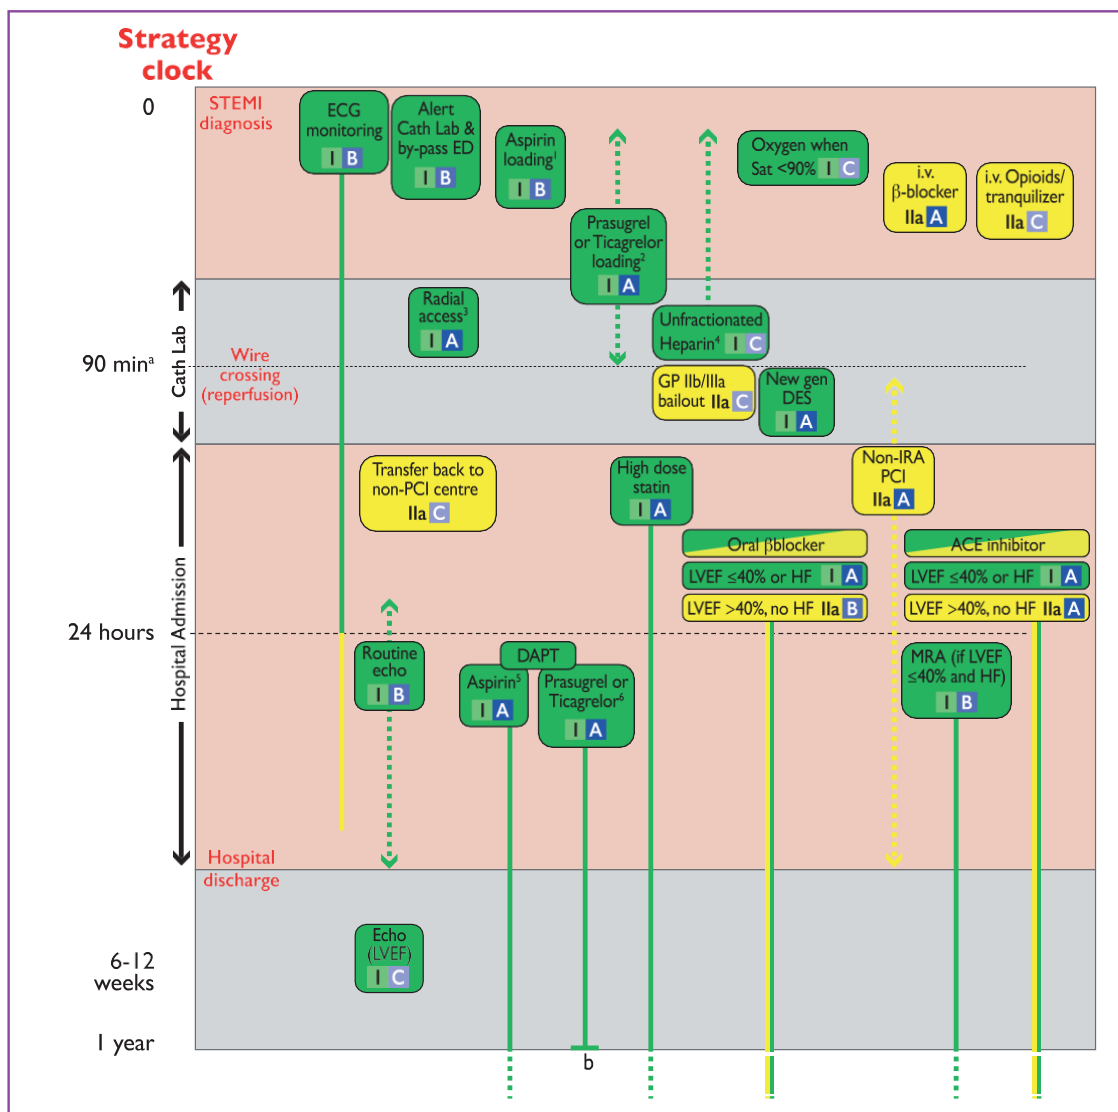 Strategy
clock
0
STEMI
diagnosis
ECG
monitoring
I B
Alert
Cath Lab &
by-pass ED
I B
Aspirin
loading¹
I B
Prasugrel
or Ticagrelor
loading²
I A
Oxygen when
Sat <90% I C
i.v.
β-blocker
IIa A
i.v. Opioids/
tranquilizer
IIa C
Cath Lab
90 minᵃ
Wire
crossing
(reperfusion)
Radial
access³
I A
Unfractionated
Heparin⁴ I C
GP IIb/IIIa
bailout IIa C
New gen
DES
I A
Hospital Admission
Transfer back to
non-PCI centre
IIa C
High dose
statin
I A
Non-IRA
PCI
IIa A
Oral βblocker
LVEF ≤40% or HF I A
LVEF >40%, no HF IIa B
ACE inhibitor
LVEF ≤40% or HF I A
LVEF >40%, no HF IIa A
24 hours
Routine
echo
I B
DAPT
Aspirin⁵
I A
Prasugrel or
Ticagrelor⁶
I A
MRA (if LVEF
≤40% and HF)
I B
Hospital
discharge
Echo
(LVEF)
I C
6-12
weeks
1 year
b